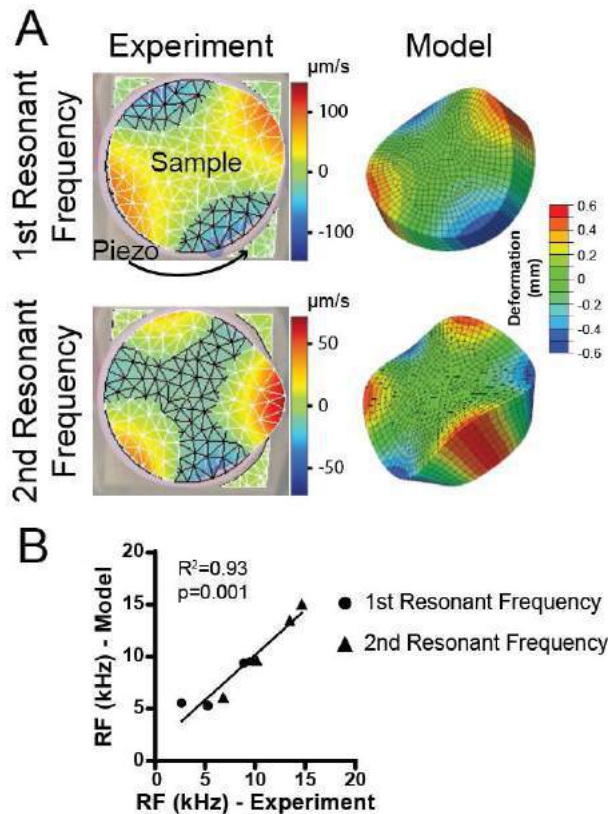 A
Experiment
Model
1st Resonant
Frequency
µm/s
100
0
-100
Sample
Piezo
2nd Resonant
Frequency
µm/s
50
0
-50
Deformation
(mm)
0.6
0.4
0.2
0
-0.2
-0.4
-0.6
B
RF (kHz) - Model
20
15
10
5
0
R²=0.93
p=0.001
1st Resonant Frequency
2nd Resonant Frequency
0 5 10 15 20
RF (kHz) - Experiment